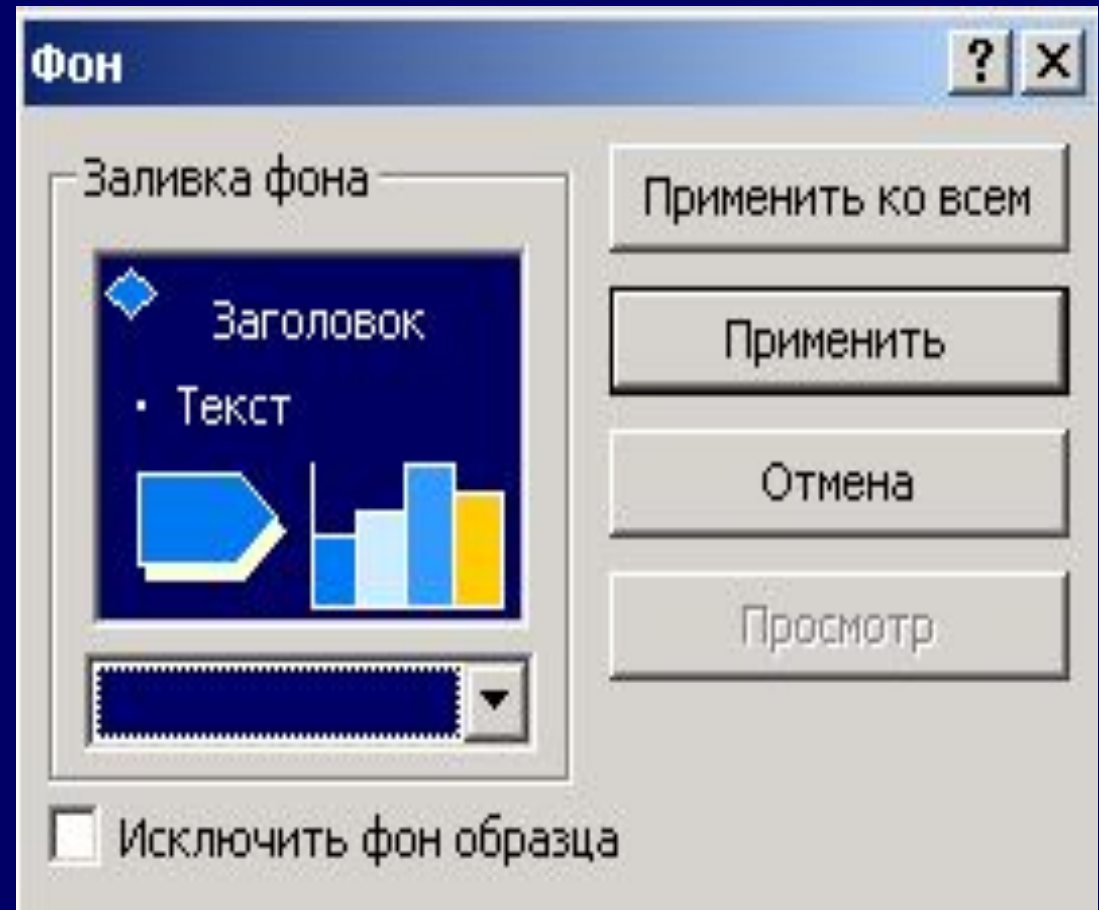 Фон
Заливка фона
Заголовок
· Текст
Применить ко всем
Применить
Отмена
Просмотр
Исключить фон образца